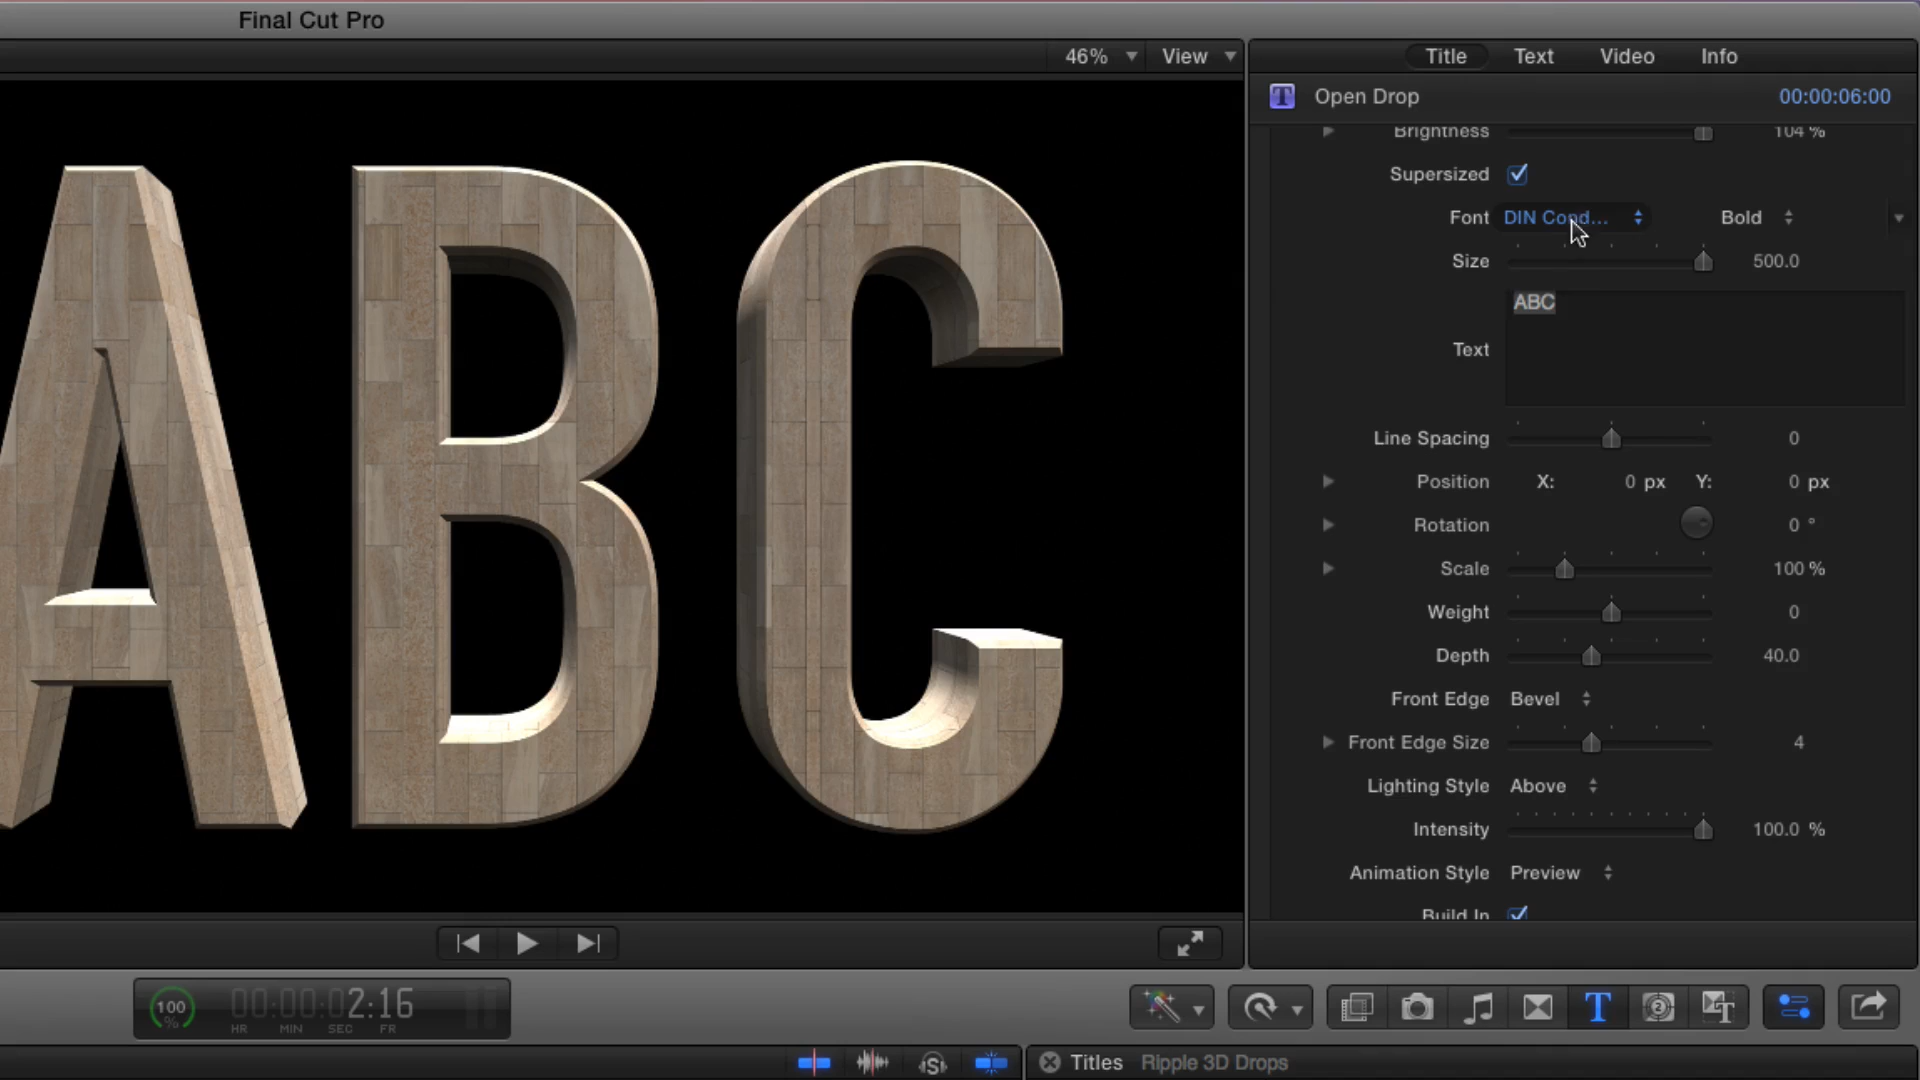 Final Cut Pro
46% View
Title Text Video Info
T Open Drop 00:00:06:00
Brightness 104 %
Supersized
Font DIN Cond... Bold
Size 500.0
ABC
Text
Line Spacing 0
Position X: 0 px Y: 0 px
Rotation 0 °
Scale 100 %
Weight 0
Depth 40.0
Front Edge Bevel
Front Edge Size 4
Lighting Style Above
Intensity 100.0 %
Animation Style Preview
Build In
ABC
100 % 00:00:02:16
HR MIN SEC FR
T 2 T
S Titles Ripple 3D Drops